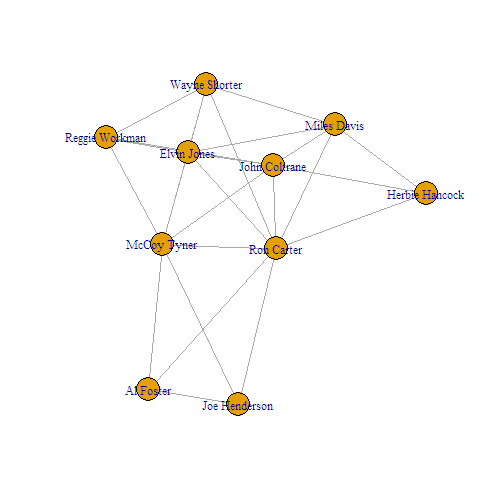 Wayne Shorter
Miles Davis
Reggie Workman
Elvin Jones
John Coltrane
Herbie Hancock
McCoy Tyner
Ron Carter
Al Foster
Joe Henderson